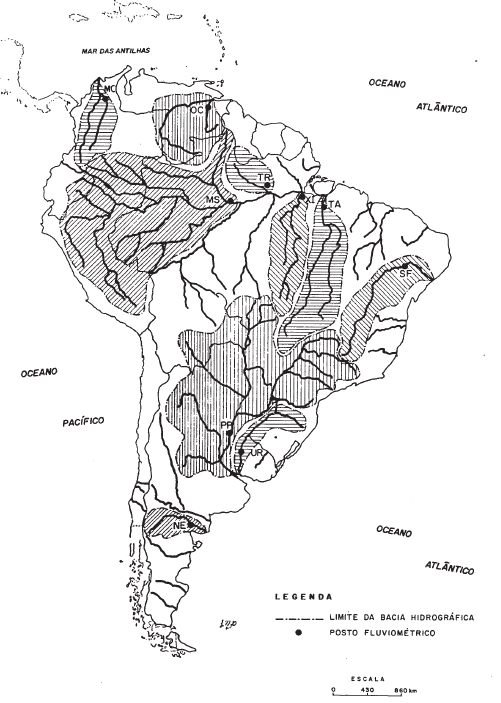 MAR DAS ANTILHAS
OCEANO
ATLÂNTICO
MC
OC
TR
MS
XI
TA
SF
OCEANO
PACÍFICO
PP
UR
NE
OCEANO
ATLÂNTICO
LEGENDA
LIMITE DA BACIA HIDROGRÁFICA
POSTO FLUVIOMÉTRICO
ESCALA
0 430 860 km